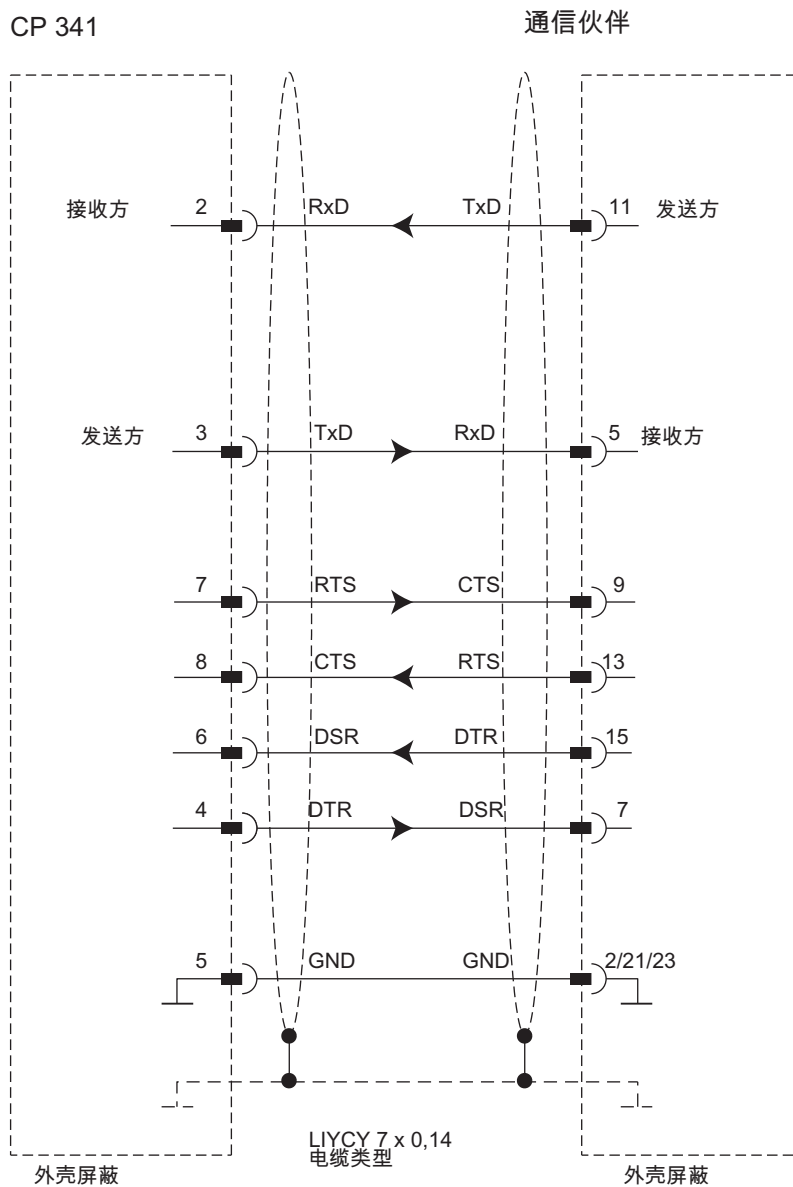 CP 341 通信伙伴
接收方 2 RxD TxD 11 发送方
发送方 3 TxD RxD 5 接收方
7 RTS CTS 9
8 CTS RTS 13
6 DSR DTR 15
4 DTR DSR 7
5 GND GND 2/21/23
LIYCY 7 x 0,14
电缆类型
外壳屏蔽 外壳屏蔽